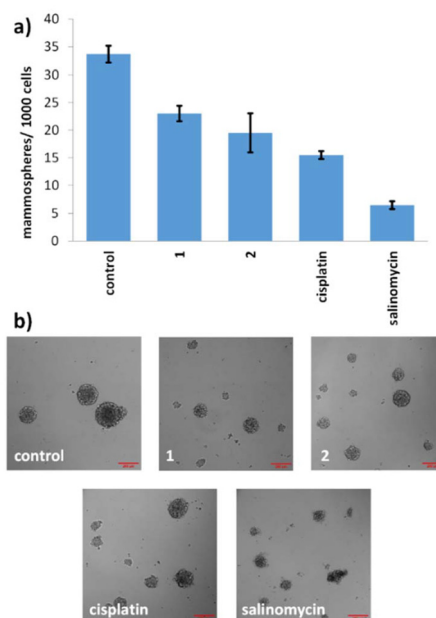 a)
mammospheres/ 1000 cells
40
35
30
25
20
15
10
5
0
control
1
2
cisplatin
salinomycin
b)
control
1
2
cisplatin
salinomycin